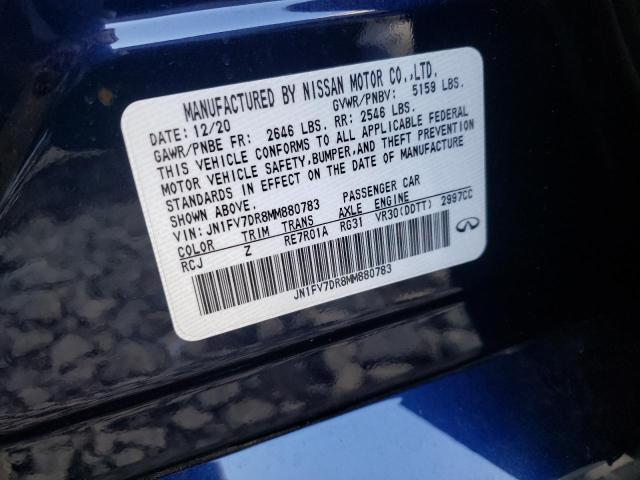 MANUFACTURED BY NISSAN MOTOR CO.,LTD.
DATE: 12/20 GVWR/PNBV: 5159 LBS.
GAWR/PNBE FR: 2646 LBS. RR: 2546 LBS.
THIS VEHICLE CONFORMS TO ALL APPLICABLE FEDERAL
MOTOR VEHICLE SAFETY,BUMPER,AND THEFT PREVENTION
STANDARDS IN EFFECT ON THE DATE OF MANUFACTURE
SHOWN ABOVE.
VIN: JN1FV7DR8MM880783 PASSENGER CAR
COLOR TRIM TRANS AXLE ENGINE
RCJ Z RE7R01A RG31 VR30(DDTT) 2997CC
JN1FV7DR8MM880783